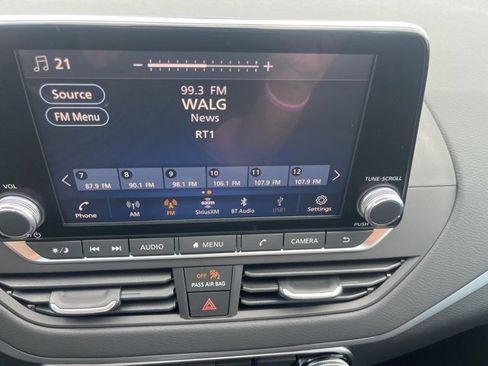 21
Source
99.3 FM
WALG
FM Menu
News
RT1
7 8 9 10 11 12
87.9 FM 90.1 FM 98.1 FM 106.1 FM 107.9 FM 107.9 FM
VOL
TUNE·SCROLL
Phone AM FM SiriusXM BT Audio USB1 Settings
PUSH
AUDIO MENU CAMERA
OFF
PASS AIR BAG